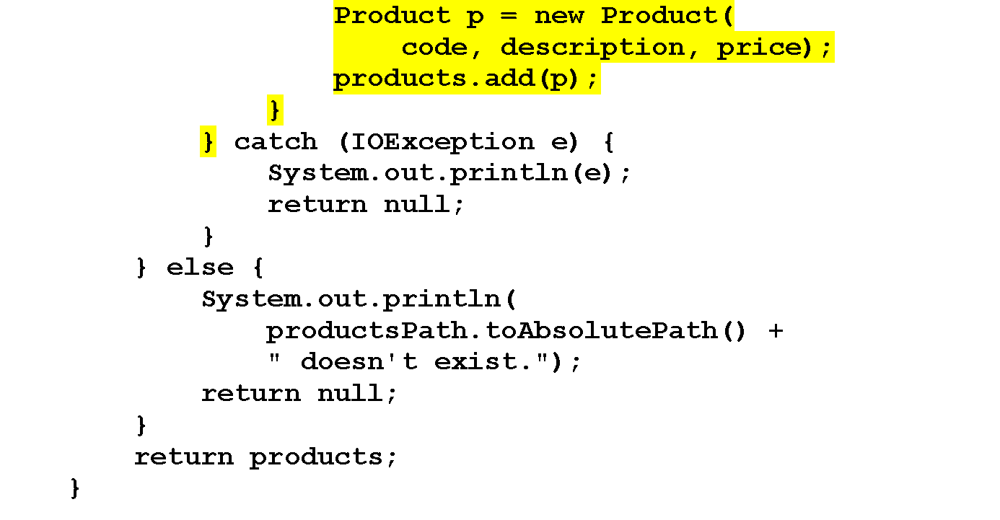 Product p = new Product(
code, description, price);
products.add(p);
}
} catch (IOException e) {
System.out.println(e);
return null;
}
} else {
System.out.println(
productsPath.toAbsolutePath() +
" doesn't exist.");
return null;
}
return products;
}